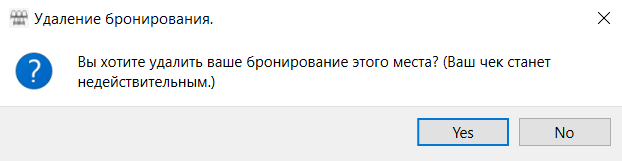 Удаление бронирования.
Вы хотите удалить ваше бронирование этого места? (Ваш чек станет
недействительным.)
Yes No